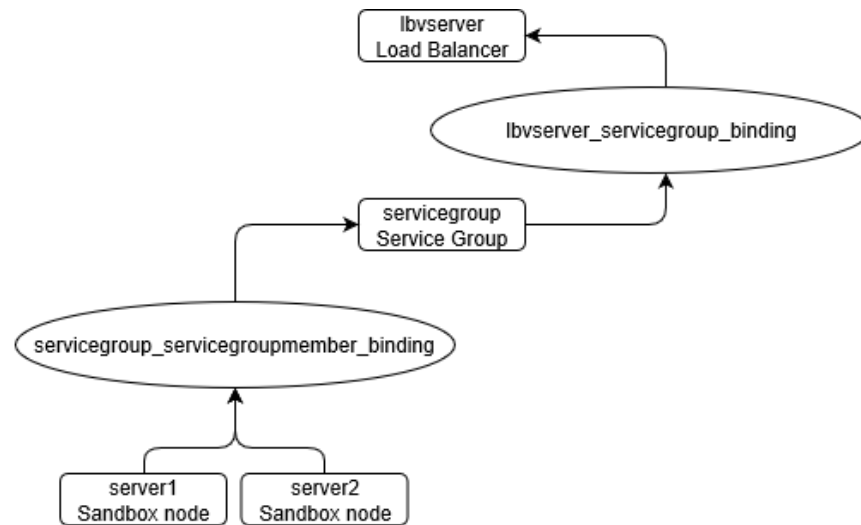 lbvserver
Load Balancer
lbvserver_servicegroup_binding
servicegroup
Service Group
servicegroup_servicegroupmember_binding
server1
Sandbox node
server2
Sandbox node